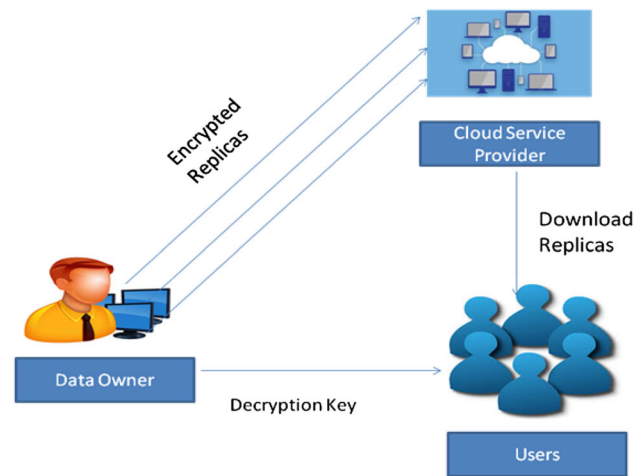 Encrypted
Replicas
Cloud Service
Provider
Download
Replicas
Data Owner
Decryption Key
Users